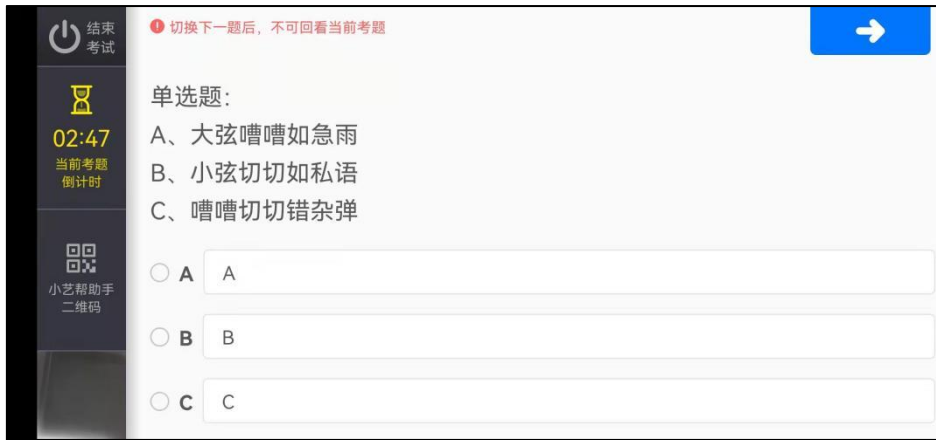 结束
考试
切换下一题后，不可回看当前考题
02:47
当前考题
倒计时
小艺帮助手
二维码
单选题：
A、大弦嘈嘈如急雨
B、小弦切切如私语
C、嘈嘈切切错杂弹
A A
B B
C C